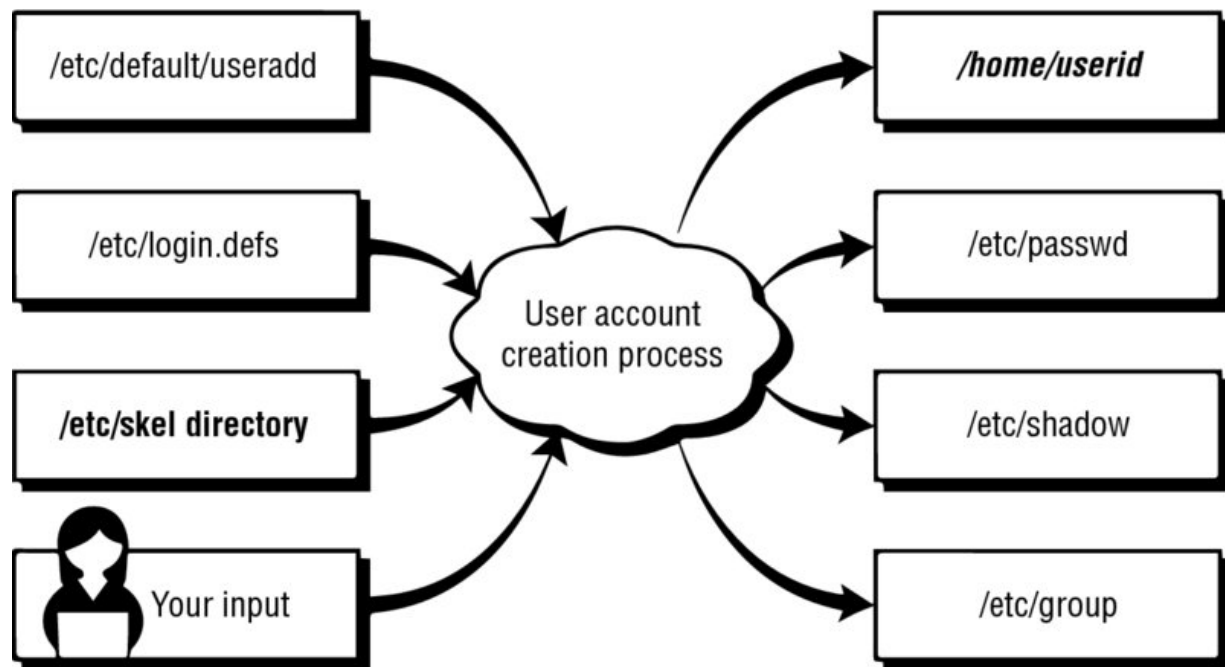 /etc/default/useradd
/home/userid
/etc/login.defs
/etc/passwd
User account
creation process
/etc/skel directory
/etc/shadow
Your input
/etc/group